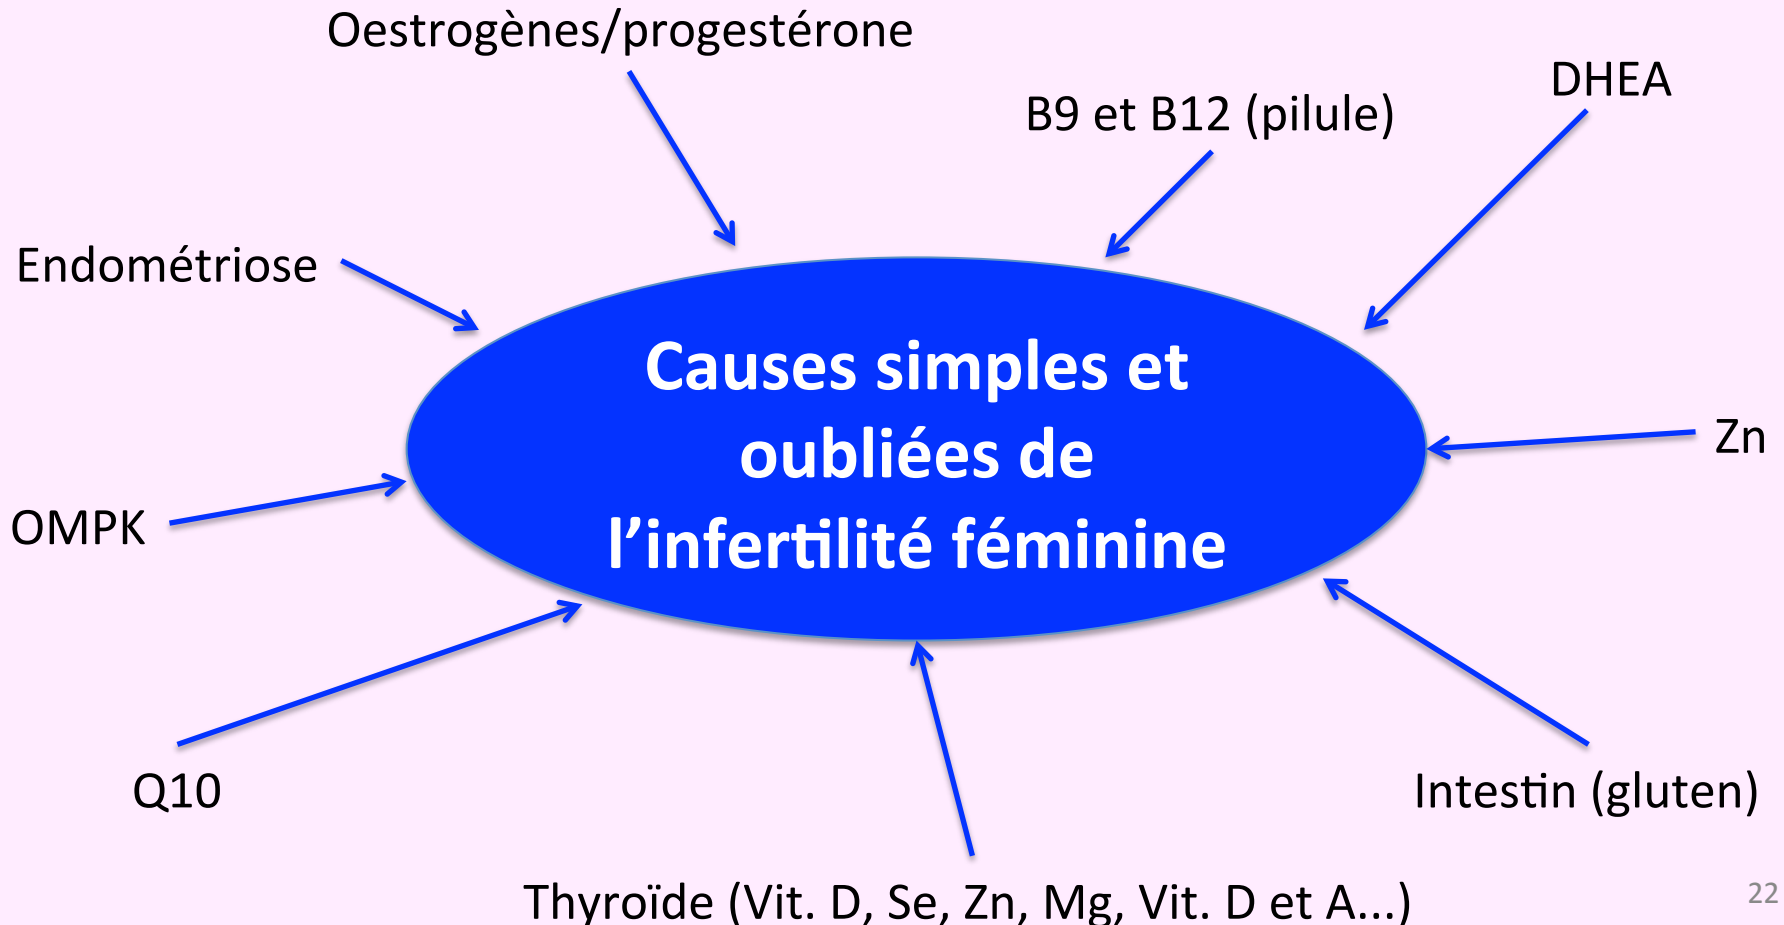 Oestrogènes/progestérone
DHEA
B9 et B12 (pilule)
Endométriose
Causes simples et
oubliées de
l’infertilité féminine
Zn
OMPK
Q10
Intestin (gluten)
Thyroïde (Vit. D, Se, Zn, Mg, Vit. D et A...)
22